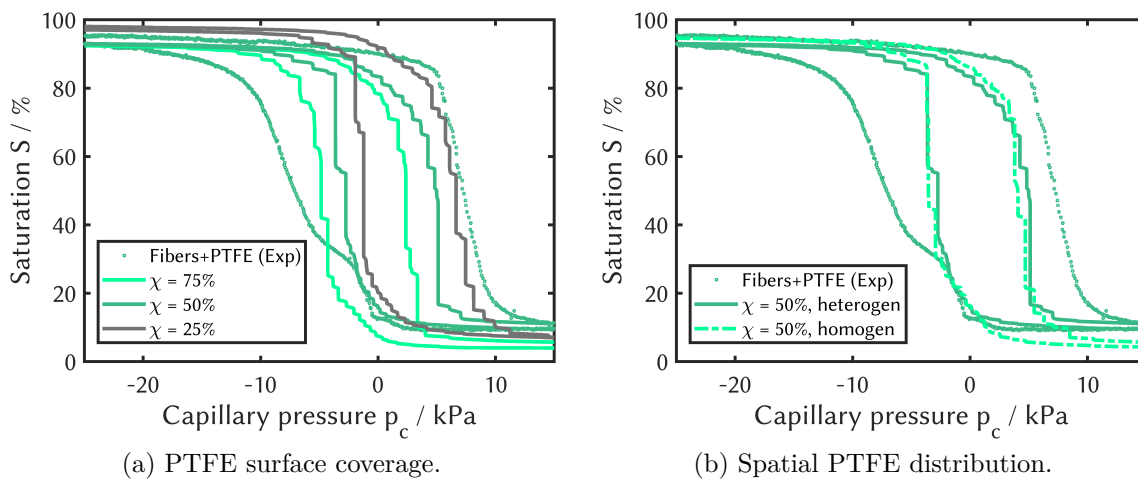 100
80
60
40
20
0
Saturation S / %
Fibers+PTFE (Exp)
χ = 75%
χ = 50%
χ = 25%
-20
-10
0
10
Capillary pressure p_c / kPa
(a) PTFE surface coverage.
100
80
60
40
20
0
Saturation S / %
Fibers+PTFE (Exp)
χ = 50%, heterogen
χ = 50%, homogen
-20
-10
0
10
Capillary pressure p_c / kPa
(b) Spatial PTFE distribution.